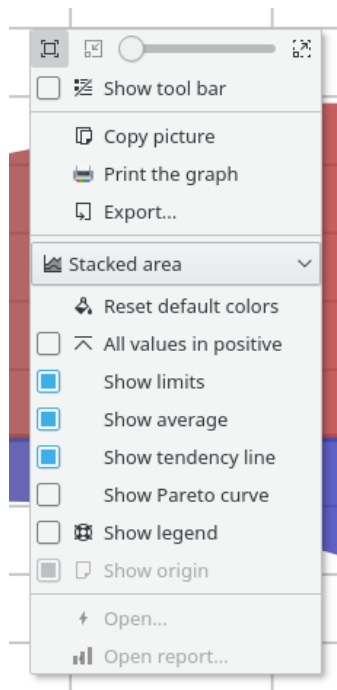 Show tool bar
Copy picture
Print the graph
Export...
Stacked area
Reset default colors
All values in positive
Show limits
Show average
Show tendency line
Show Pareto curve
Show legend
Show origin
Open...
Open report...